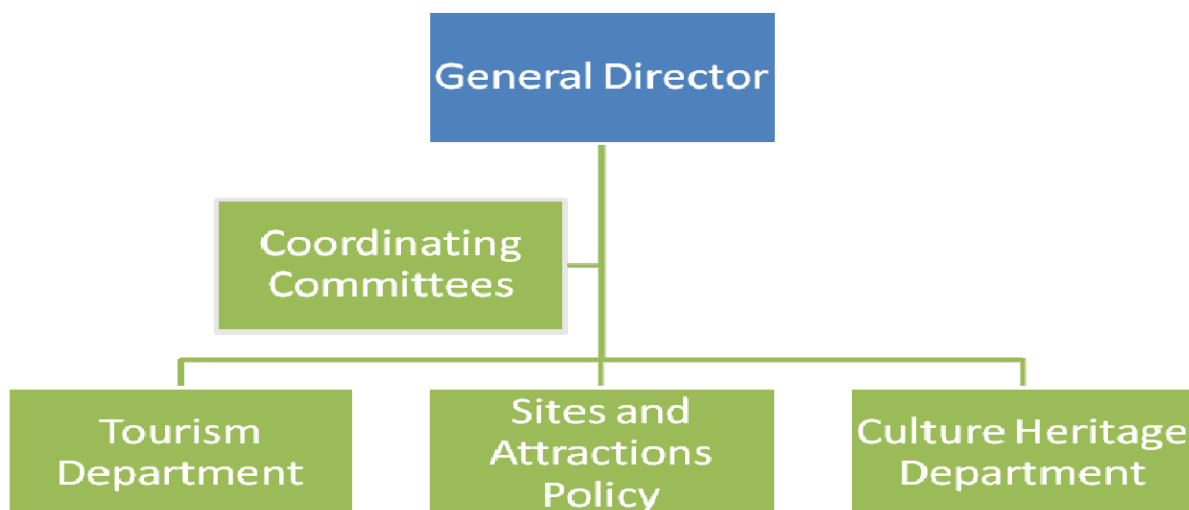 General Director
Coordinating
Committees
Tourism
Department
Sites and
Attractions
Policy
Culture Heritage
Department